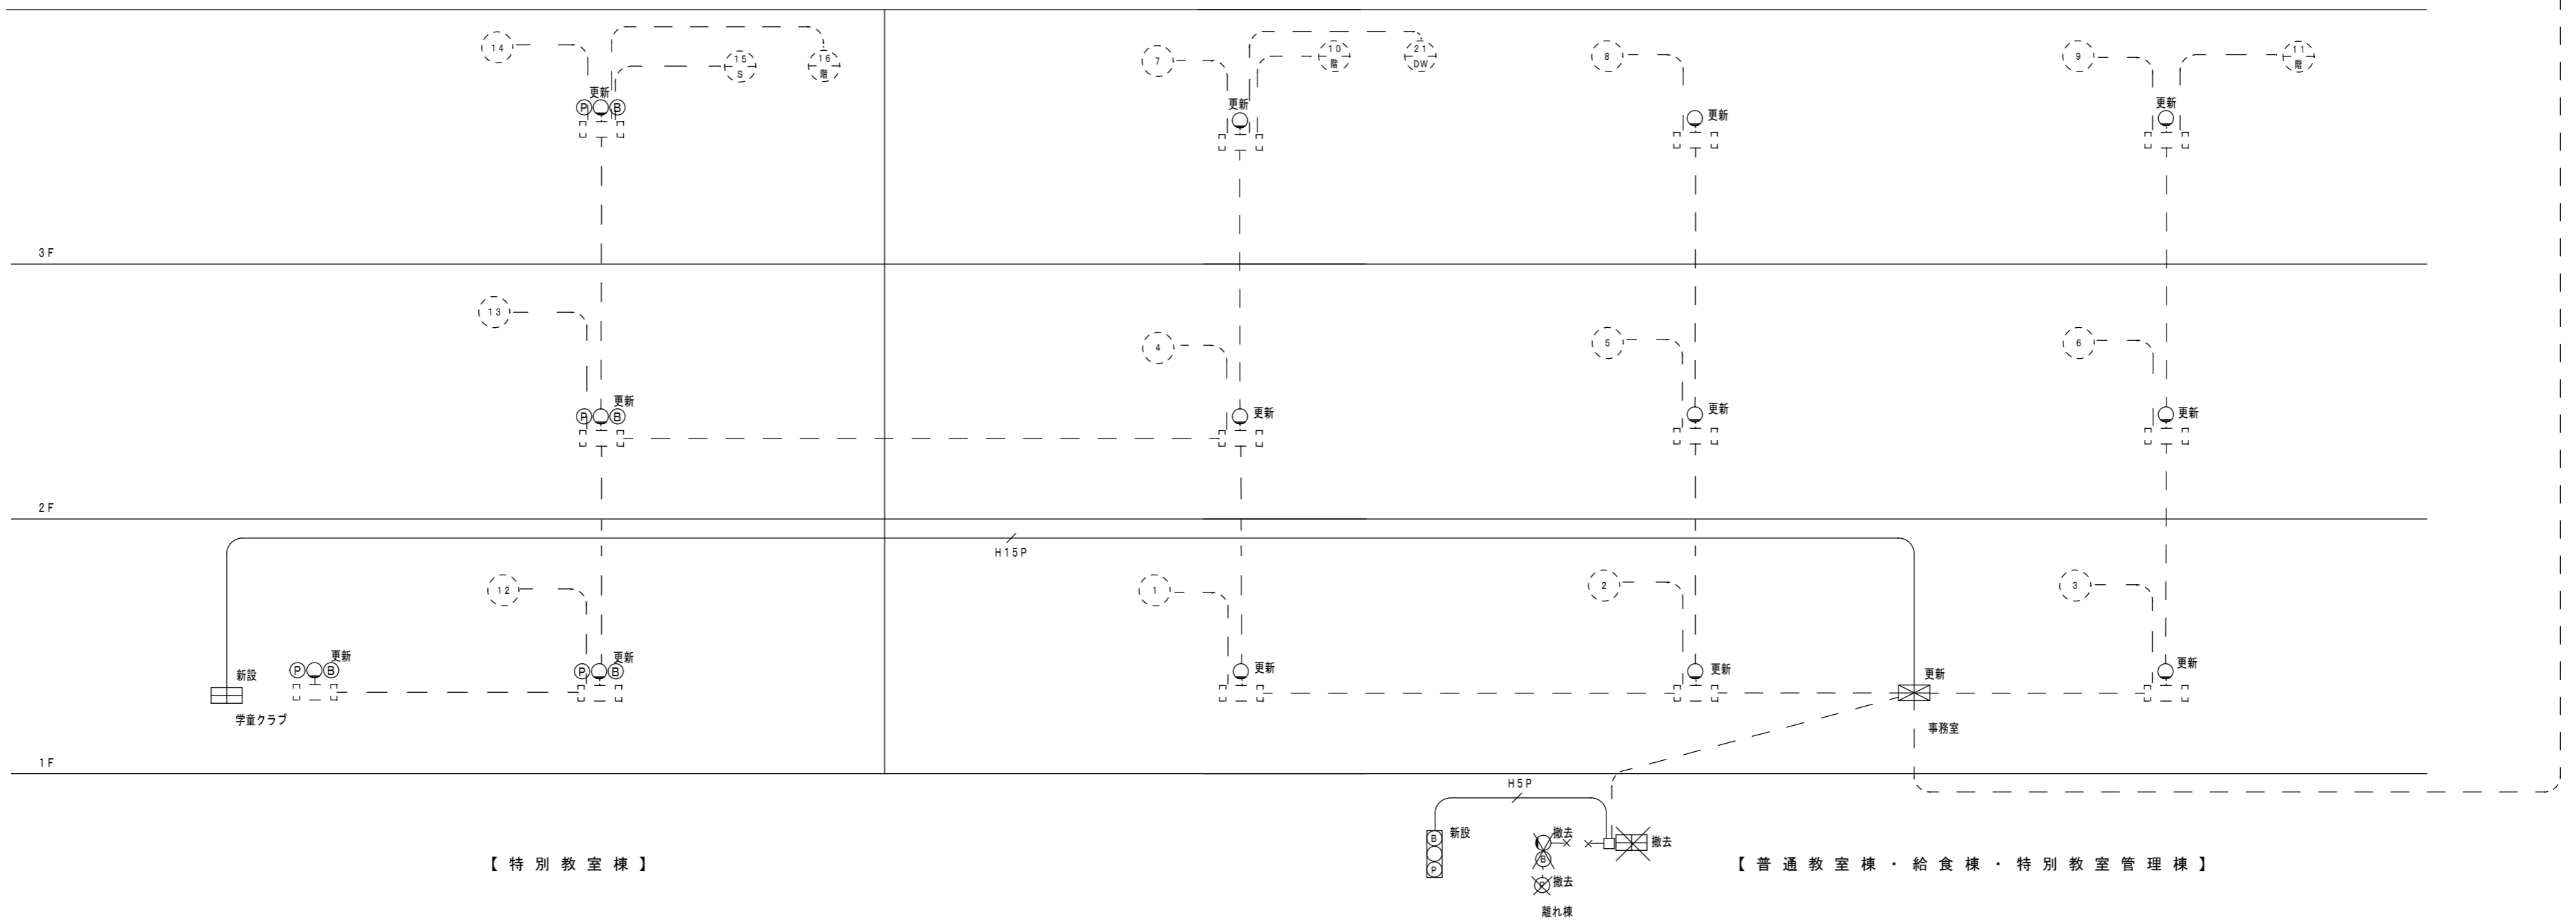 14
15
S
16
階
7
10
階
21
DW
8
9
11
階
更新
P B
更新
更新
更新
3F
13
4
5
6
更新
P B
更新
更新
更新
2F
H15P
12
1
2
3
新設
P B
更新
P B
更新
更新
更新
更新
更新
学童クラブ
事務室
1F
H5P
新設
B
P
撤去
B
撤去
P
撤去
離れ棟
【特別教室棟】
【普通教室棟・給食棟・特別教室管理棟】